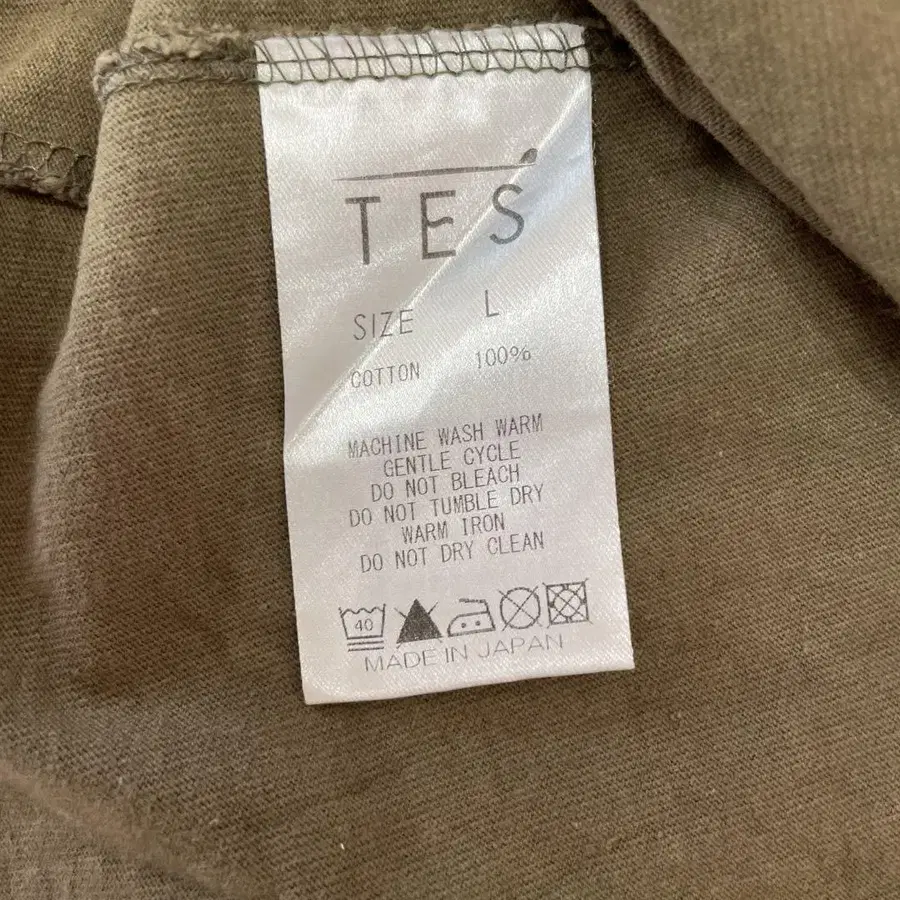 TES
SIZE L
COTTON 100%
MACHINE WASH WARM
GENTLE CYCLE
DO NOT BLEACH
DO NOT TUMBLE DRY
WARM IRON
DO NOT DRY CLEAN
40
MADE IN JAPAN